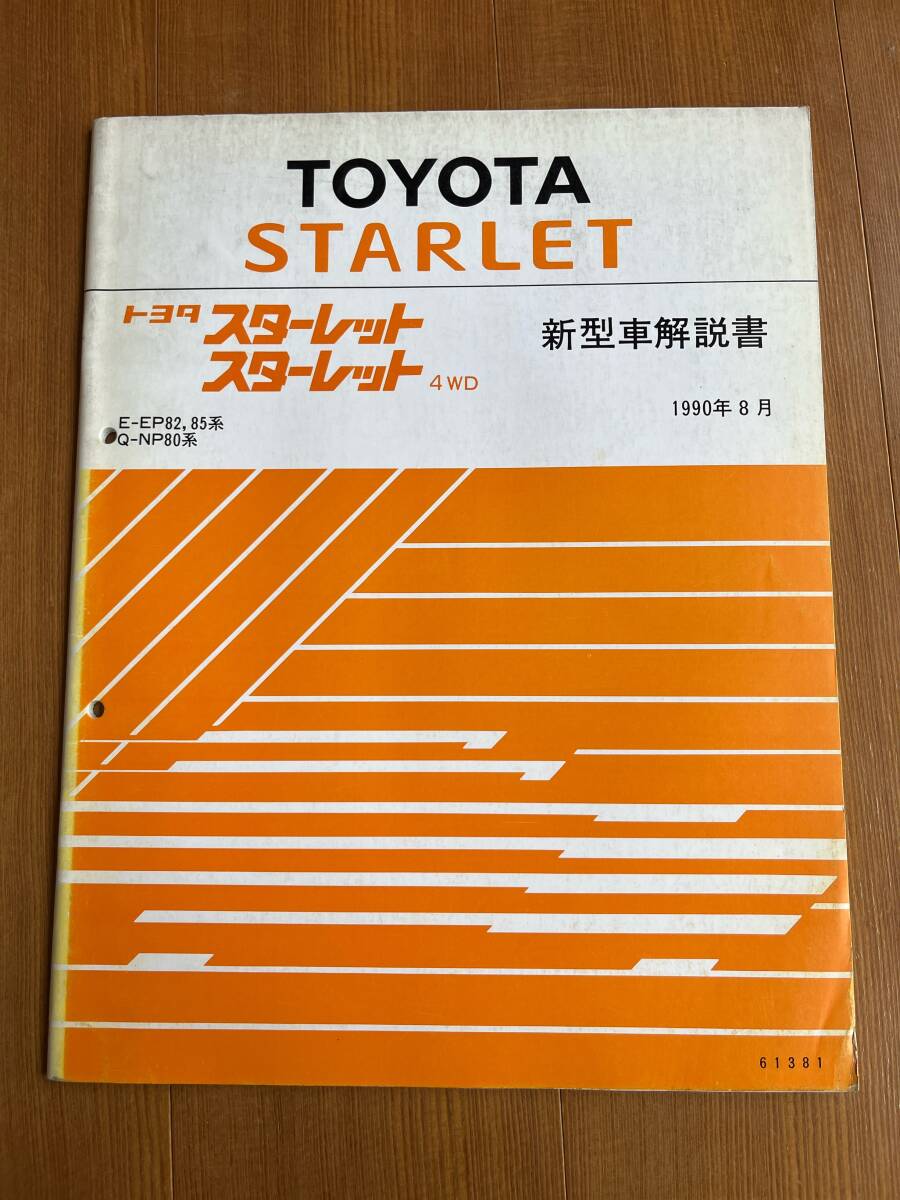 TOYOTA
STARLET
トヨタ スターレット
スターレット 4WD
新型車解説書
1990年8月
E-EP82,85系
Q-NP80系
61381